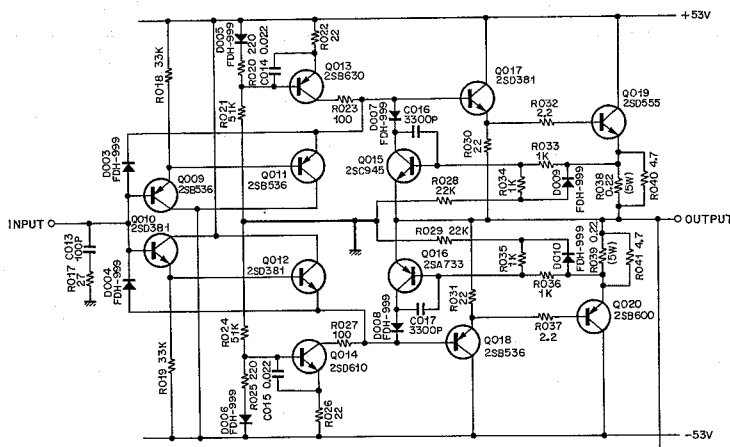 +53V
D005
FDH-999
R020 220
C014 0.022
R022
22
R018 33K
Q013
2SB630
Q017
2SD381
Q019
2SD555
R021
51K
R023
100
D007
FDH-999
C016
3300P
R032
2.2
R030
22
D003
FDH-999
Q011
2SB536
Q015
2SC945
R033
1K
R034
1K
D009
FDH-999
R038
0.22
(5W)
R040 4.7
Q009
2SB536
R028
22K
INPUT
Q010
2SD381
OUTPUT
C013
100P
R017
27
D004
FDH-999
Q012
2SD381
R029 22K
Q016
2SA733
R035
1K
D010
FDH-999
R039 0.22
(5W)
R041 4.7
R036
1K
R031
22
R024
51K
R027
100
D008
FDH-999
C017
3300P
R037
2.2
Q020
2SB600
Q018
2SB536
R019 33K
Q014
2SD610
D006
FDH-999
R025 220
C015 0.022
R026
22
-53V